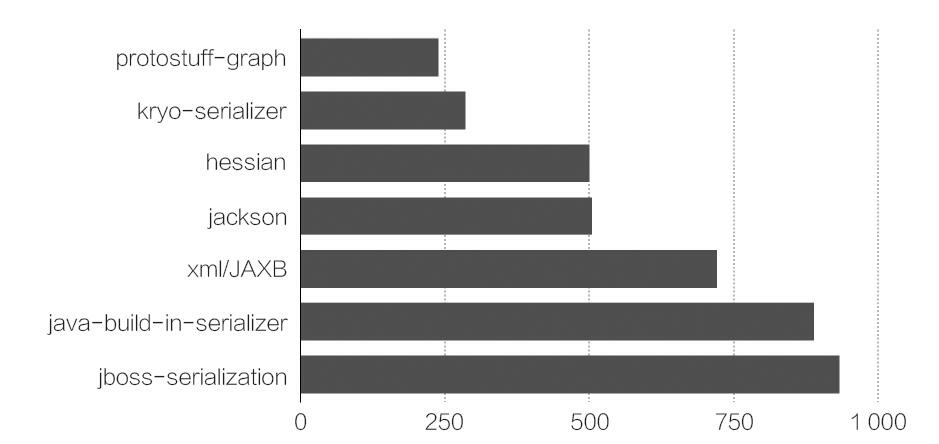 protostuff-graph
kryo-serializer
hessian
jackson
xml/JAXB
java-build-in-serializer
jboss-serialization
0 250 500 750 1 000